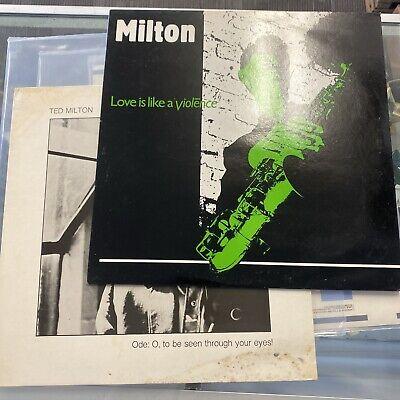 Milton
Love is like a violence
TED MILTON
Ode: O, to be seen through your eyes!